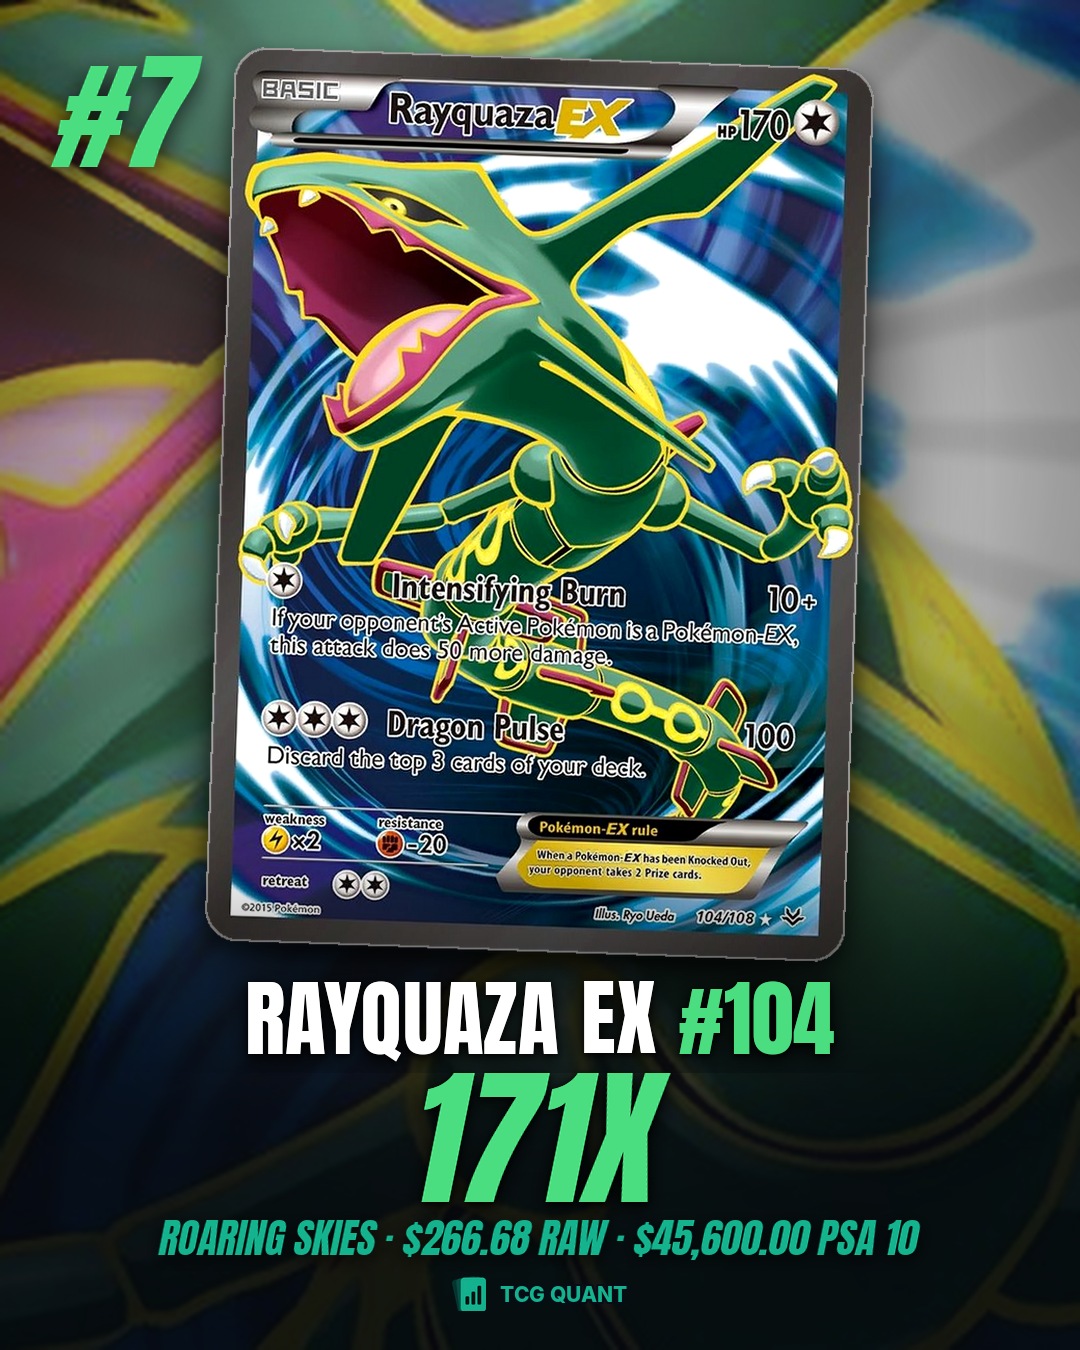 #7
BASIC
RayquazaEX
HP170
Intensifying Burn 10+
If your opponent's Active Pokémon is a Pokémon-EX,
this attack does 50 more damage.
Dragon Pulse 100
Discard the top 3 cards of your deck.
weakness resistance
×2 -20
Pokémon-EX rule
When a Pokémon-EX has been Knocked Out,
your opponent takes 2 Prize cards.
retreat
©2015 Pokémon
Illus. Ryo Ueda 104/108
RAYQUAZA EX #104
171X
ROARING SKIES · $266.68 RAW · $45,600.00 PSA 10
TCG QUANT